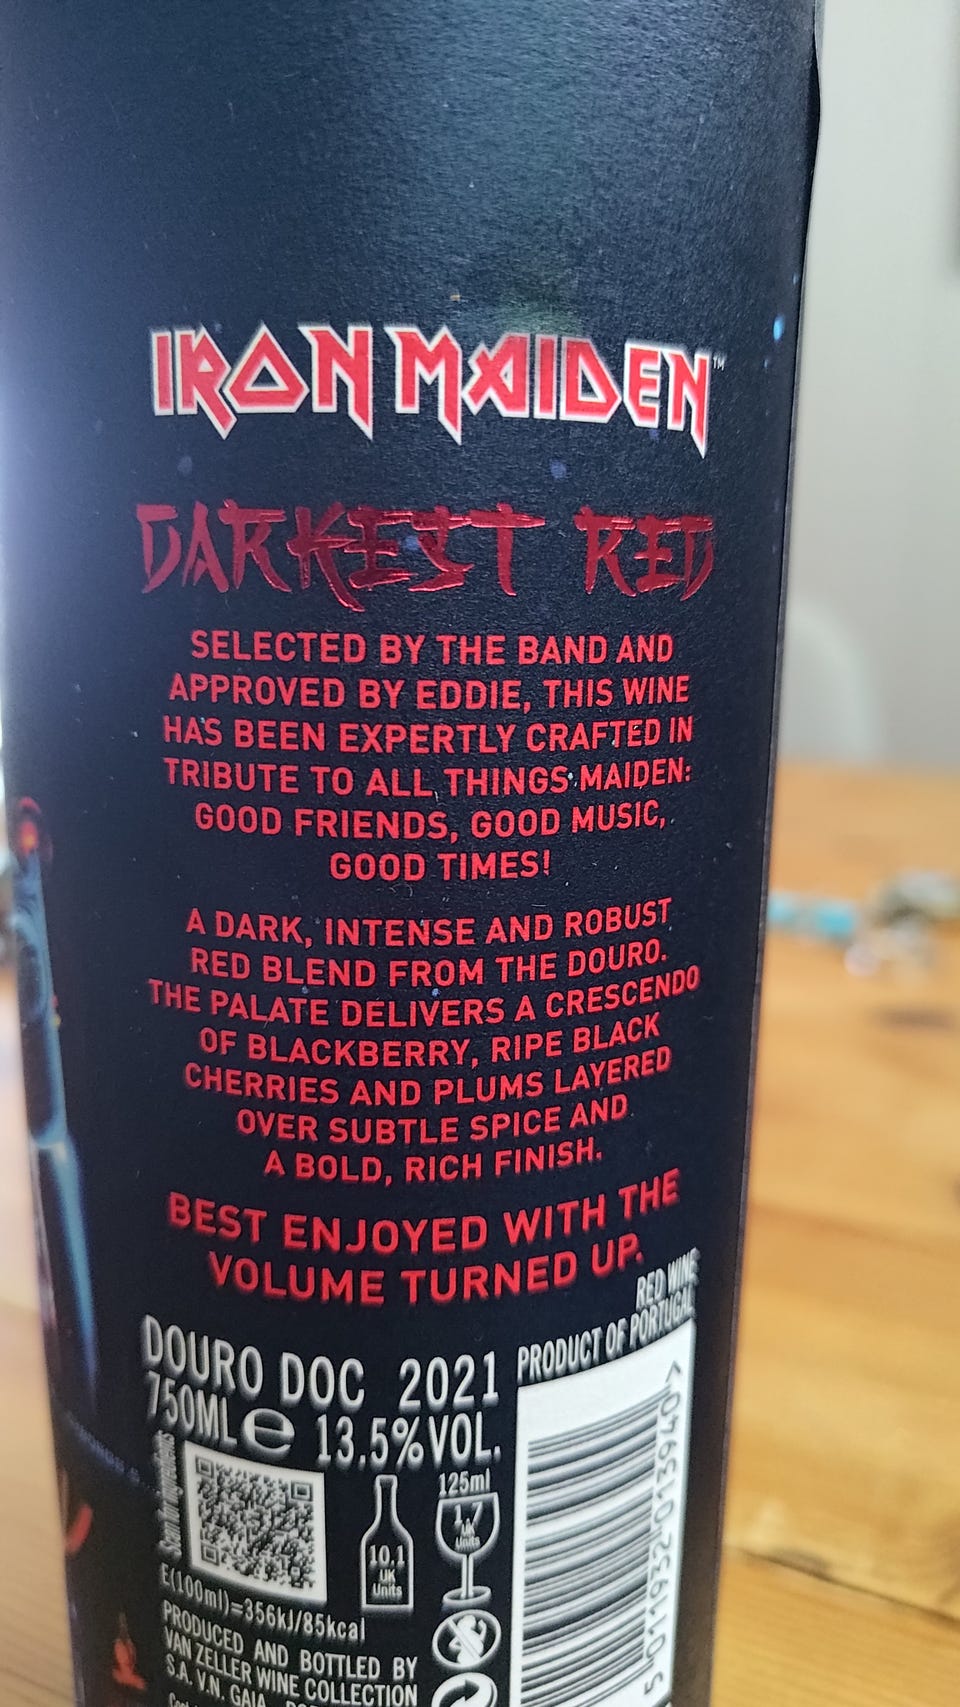 IRON MAIDEN™
DARKEST RED
SELECTED BY THE BAND AND
APPROVED BY EDDIE, THIS WINE
HAS BEEN EXPERTLY CRAFTED IN
TRIBUTE TO ALL THINGS MAIDEN:
GOOD FRIENDS, GOOD MUSIC,
GOOD TIMES!
A DARK, INTENSE AND ROBUST
RED BLEND FROM THE DOURO.
THE PALATE DELIVERS A CRESCENDO
OF BLACKBERRY, RIPE BLACK
CHERRIES AND PLUMS LAYERED
OVER SUBTLE SPICE AND
A BOLD, RICH FINISH.
BEST ENJOYED WITH THE
VOLUME TURNED UP.
RED WINE
PRODUCT OF PORTUGAL
DOURO DOC 2021
750ML e 13.5%VOL.
125ml
1.7
UK
Units
10.1
UK
Units
E(100ml)=356kJ/85kcal
PRODUCED AND BOTTLED BY
VAN ZELLER WINE COLLECTION
S.A. V.N. GAIA
5 011932 013940 >